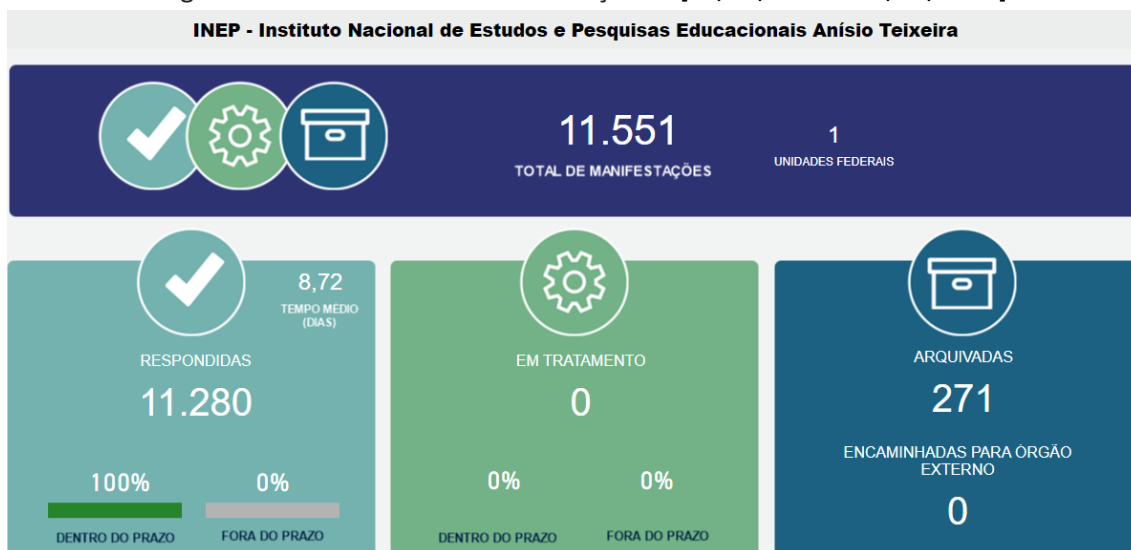 INEP - Instituto Nacional de Estudos e Pesquisas Educacionais Anísio Teixeira
11.551
TOTAL DE MANIFESTAÇÕES
1
UNIDADES FEDERAIS
8,72
TEMPO MÉDIO
(DIAS)
RESPONDIDAS
11.280
100%
0%
DENTRO DO PRAZO
FORA DO PRAZO
EM TRATAMENTO
0
0%
0%
DENTRO DO PRAZO
FORA DO PRAZO
ARQUIVADAS
271
ENCAMINHADAS PARA ÓRGÃO
EXTERNO
0